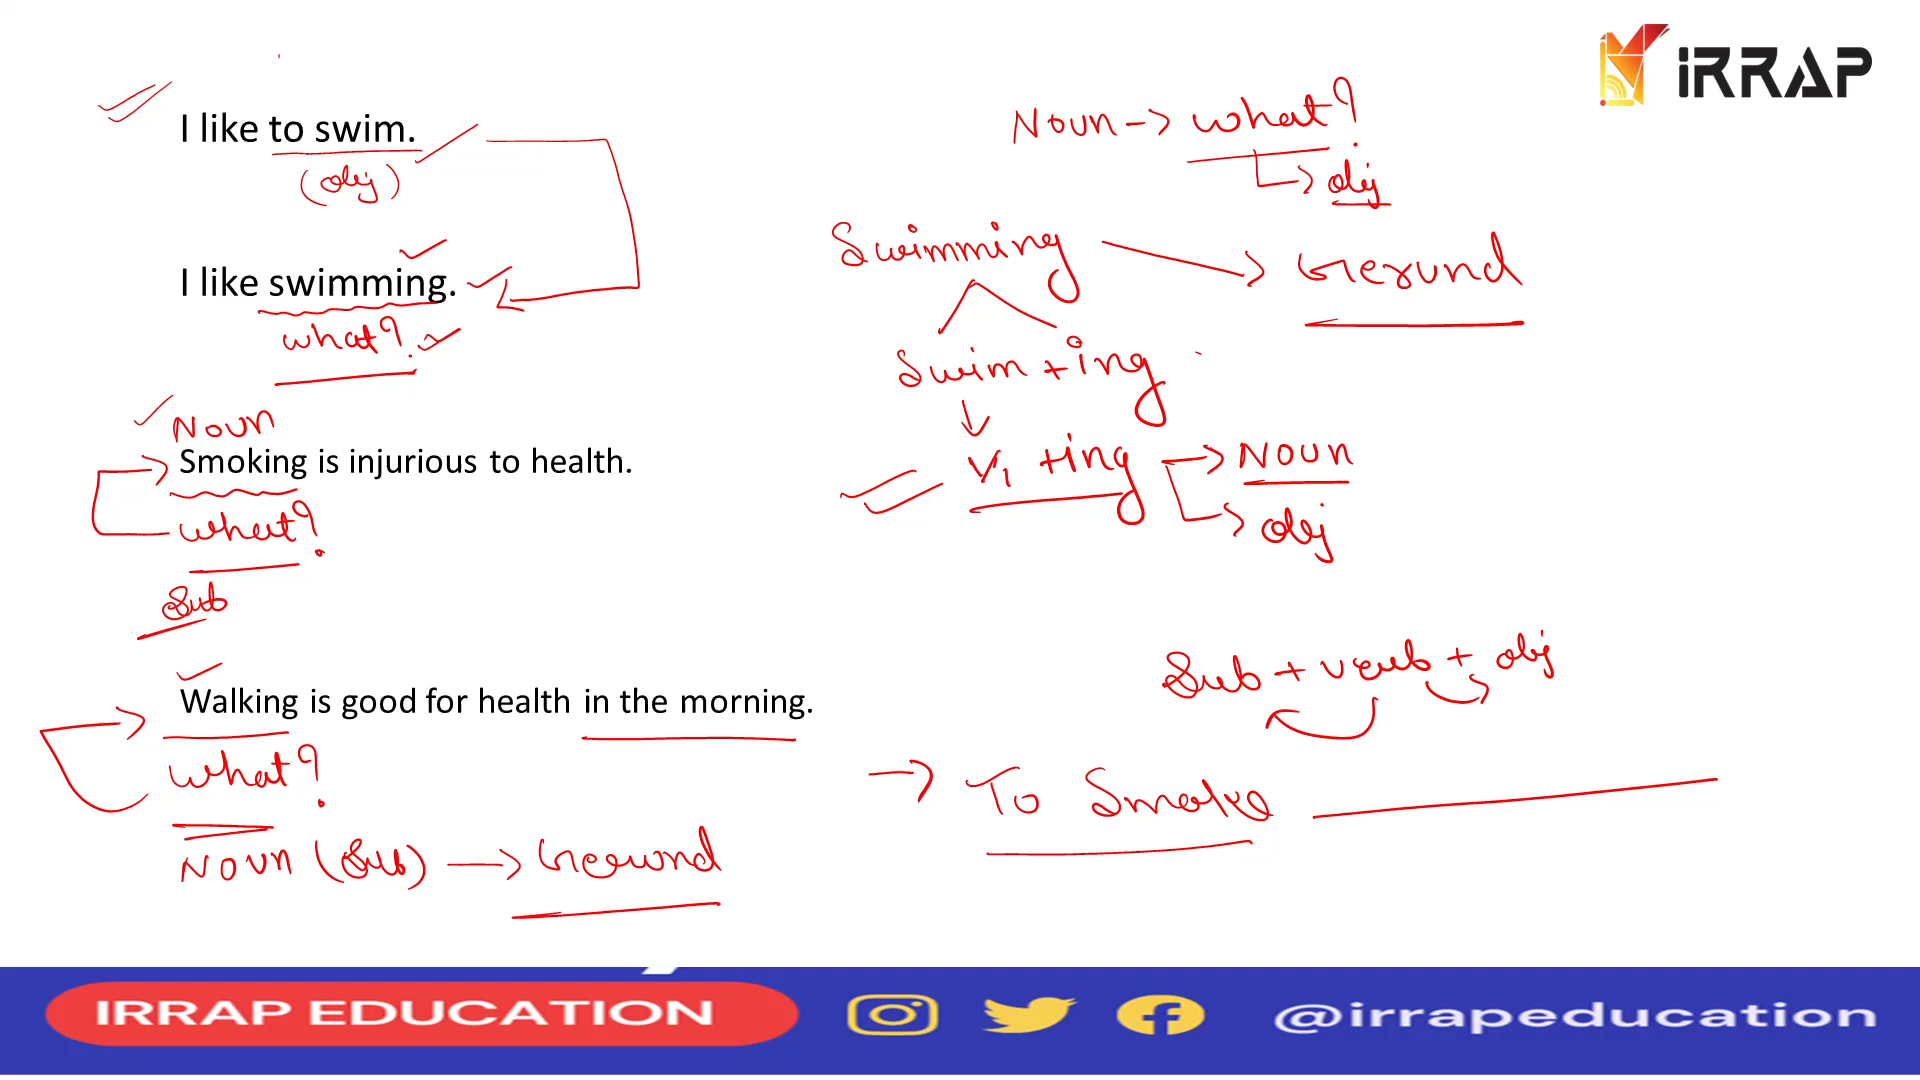 IRRAP
I like to swim.
(obj)
I like swimming.
what?
Noun
Smoking is injurious to health.
what?
Sub
Walking is good for health in the morning.
what?
Noun (Sub) → Gerund
Noun → what?
→ obj
Swimming → Gerund
Swim + ing
V1 + ing → Noun
→ obj
Sub + verb + obj
→ To Smoke
IRRAP EDUCATION
@irrapeducation